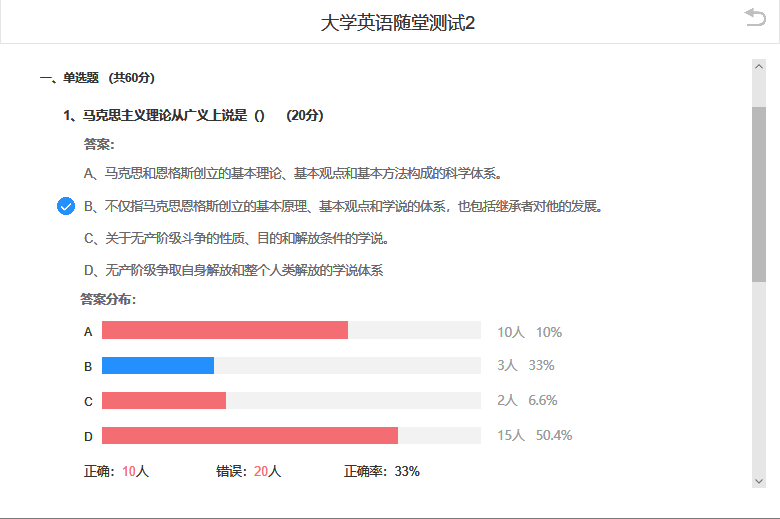 大学英语随堂测试2
一、单选题 （共60分）
1、马克思主义理论从广义上说是（） （20分）
答案：
A、马克思和恩格斯创立的基本理论、基本观点和基本方法构成的科学体系。
B、不仅指马克思恩格斯创立的基本原理、基本观点和学说的体系，也包括继承者对他的发展。
C、关于无产阶级斗争的性质、目的和解放条件的学说。
D、无产阶级争取自身解放和整个人类解放的学说体系
答案分布：
A 10人 10%
B 3人 33%
C 2人 6.6%
D 15人 50.4%
正确：10人 错误：20人 正确率：33%